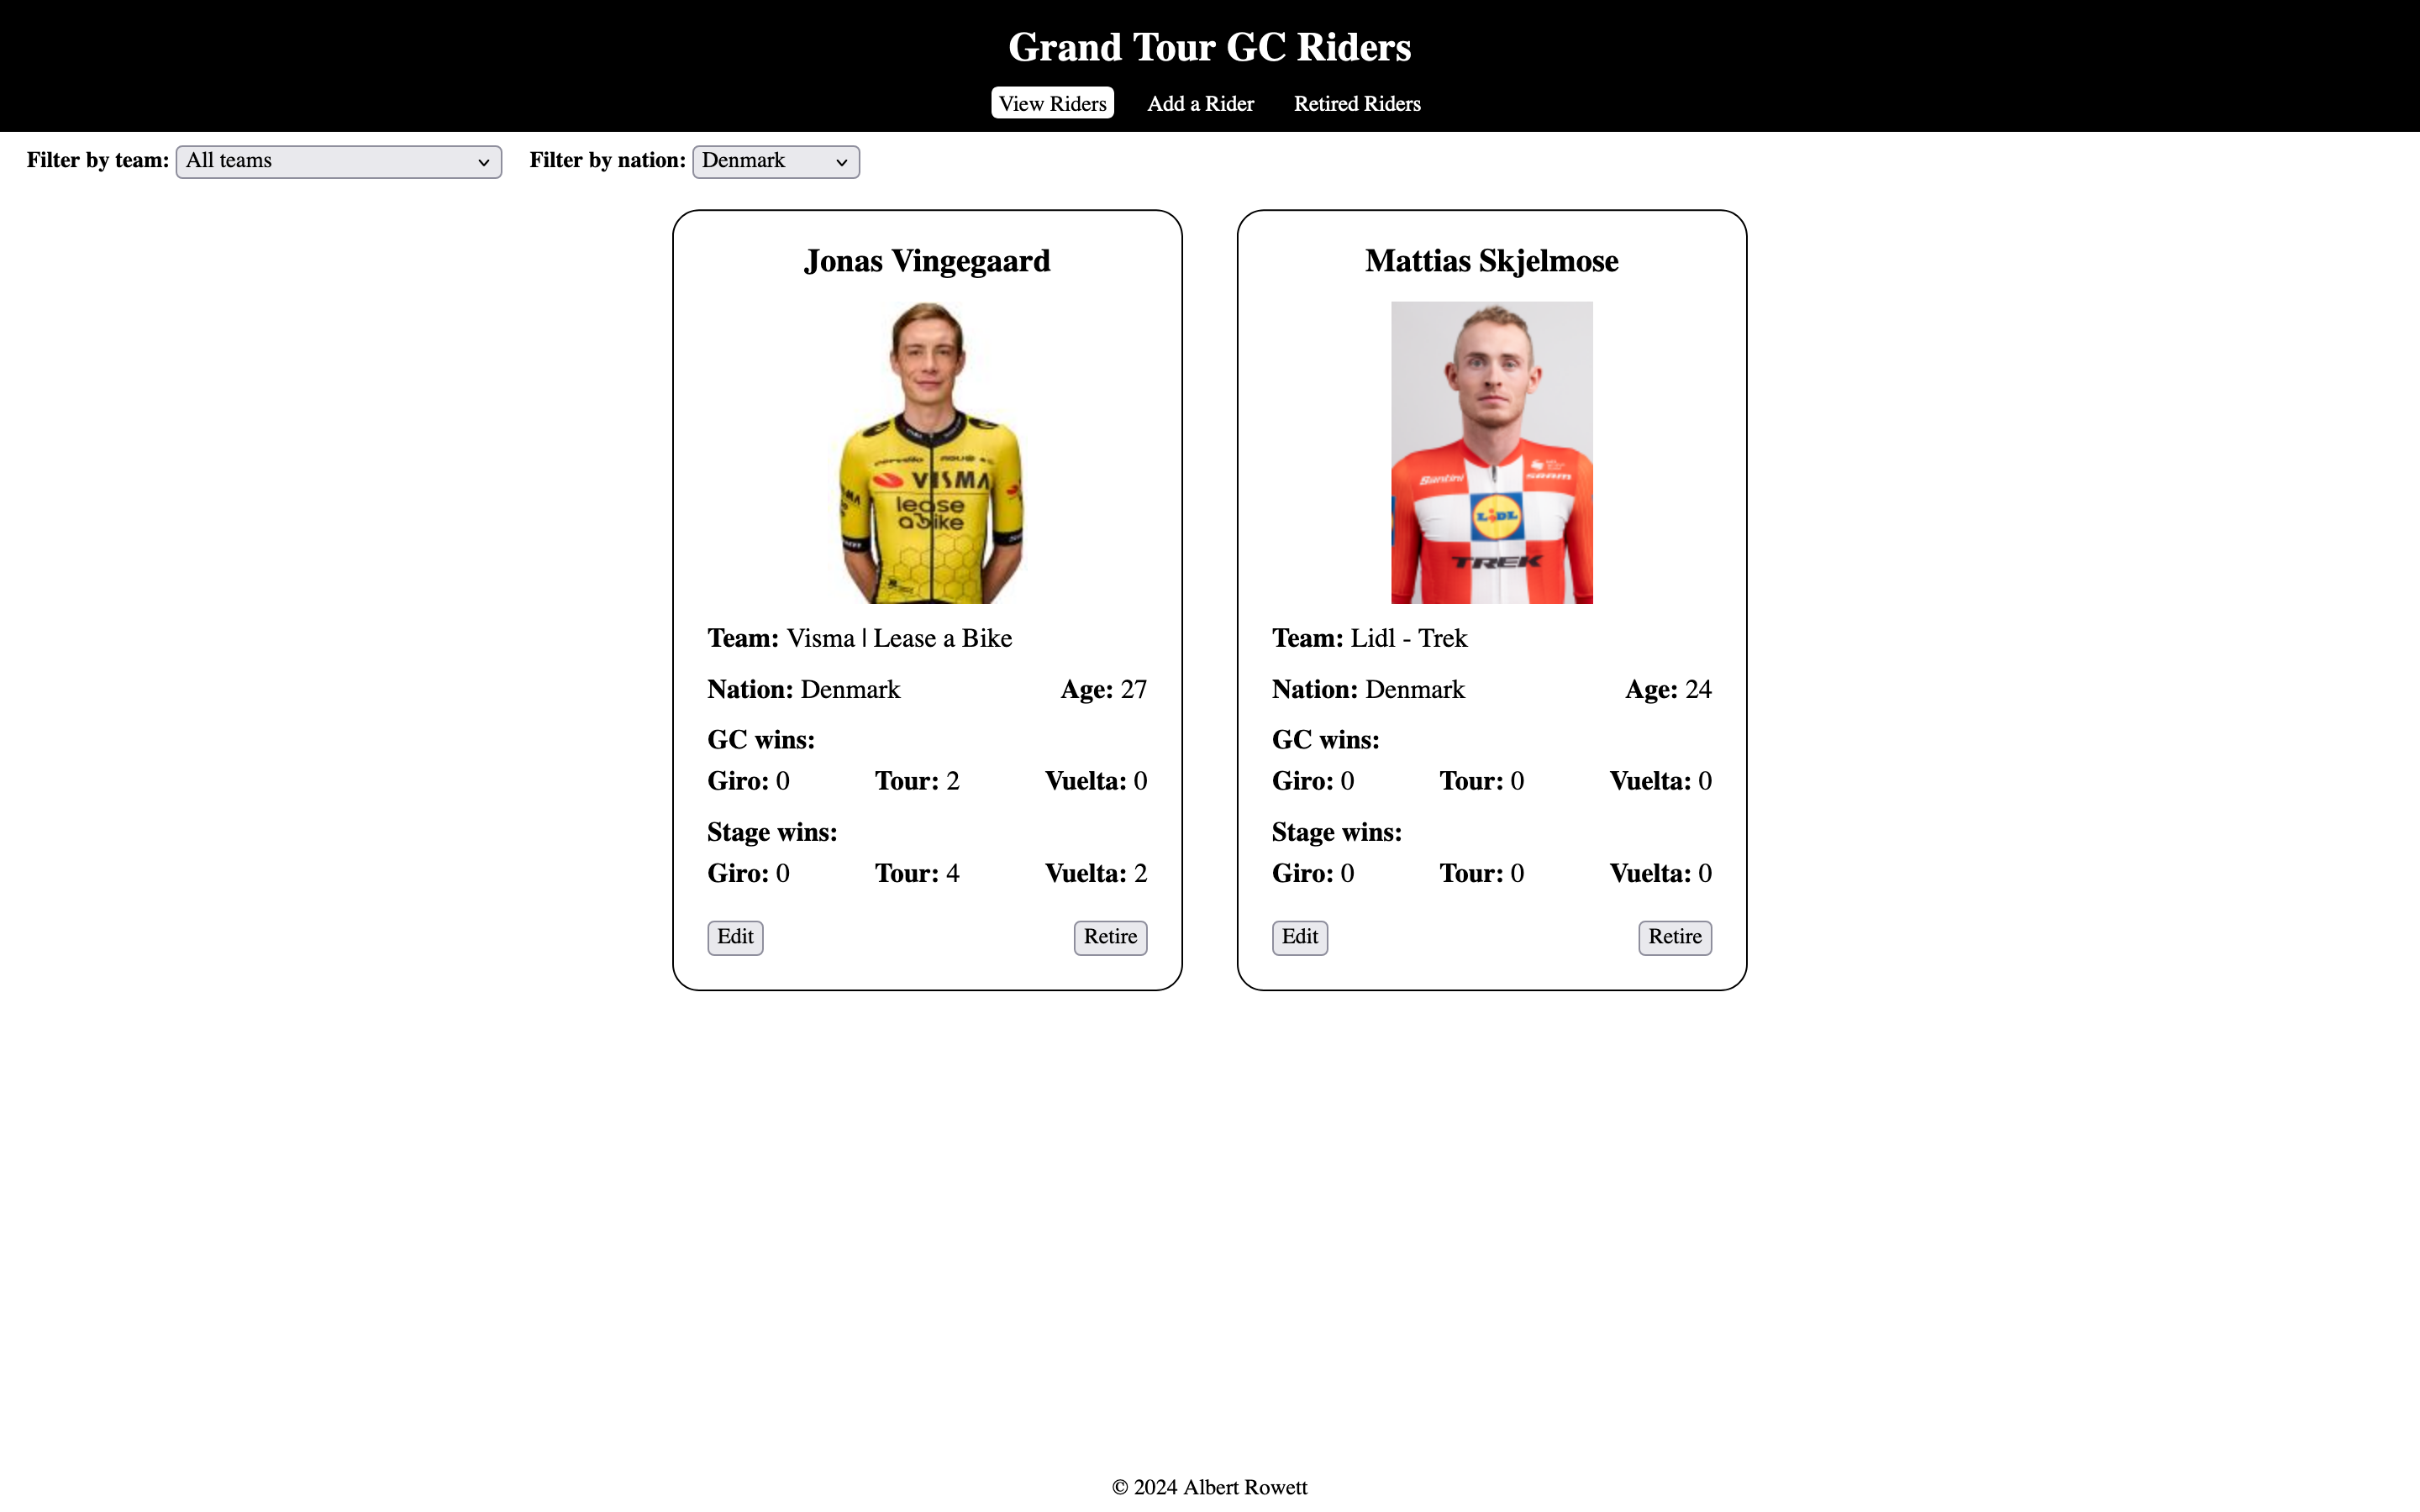 Grand Tour GC Riders
View Riders Add a Rider Retired Riders
Filter by team: All teams Filter by nation: Denmark
Jonas Vingegaard
cervélo
VISMA
lease
a bike
Team: Visma | Lease a Bike
Nation: Denmark Age: 27
GC wins:
Giro: 0 Tour: 2 Vuelta: 0
Stage wins:
Giro: 0 Tour: 4 Vuelta: 2
Edit Retire
Mattias Skjelmose
Santini
sram
LIDL
TREK
Team: Lidl - Trek
Nation: Denmark Age: 24
GC wins:
Giro: 0 Tour: 0 Vuelta: 0
Stage wins:
Giro: 0 Tour: 0 Vuelta: 0
Edit Retire
© 2024 Albert Rowett